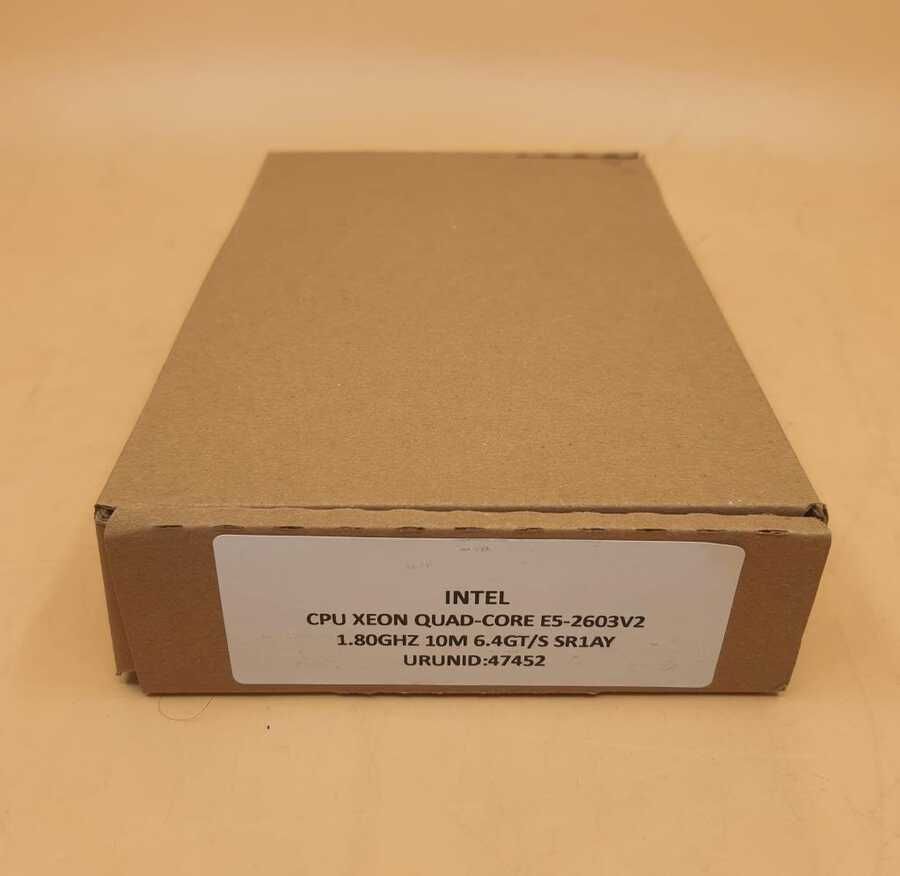 INTEL
CPU XEON QUAD-CORE E5-2603V2
1.80GHZ 10M 6.4GT/S SR1AY
URUNID:47452